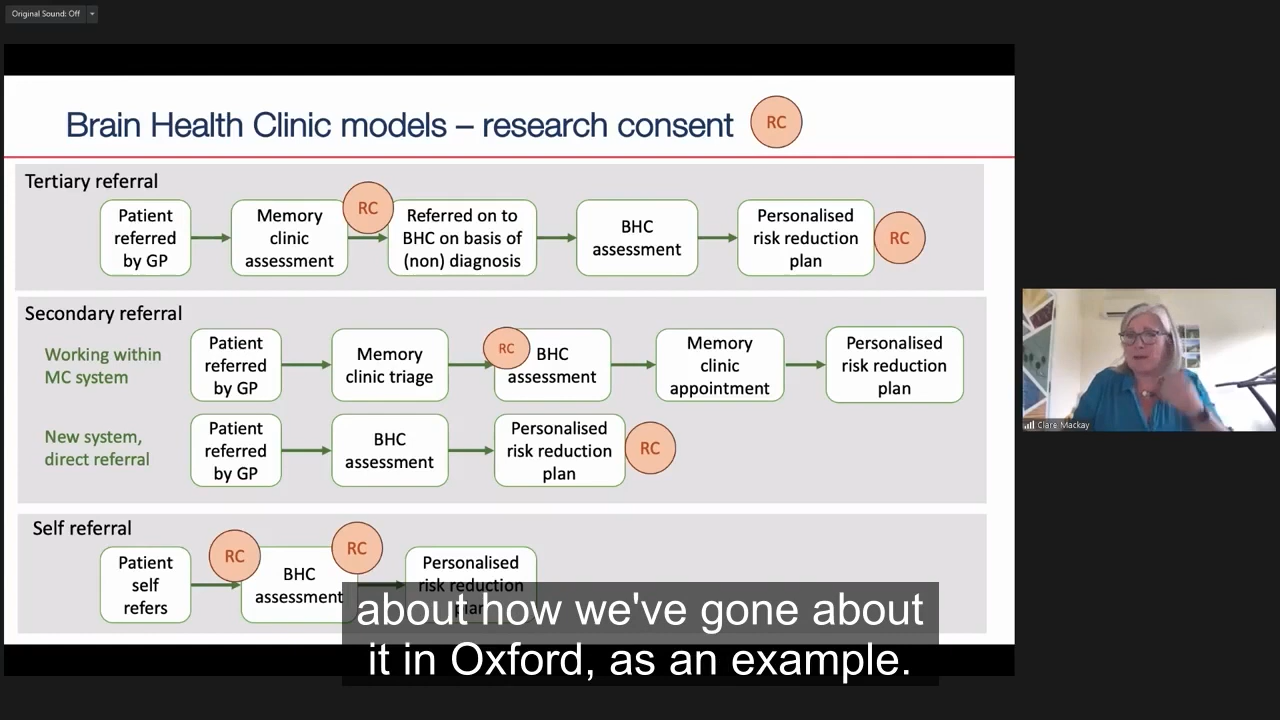 Original Sound: Off
Brain Health Clinic models – research consent
RC
Tertiary referral
Patient
referred
by GP
Memory
clinic
assessment
RC
Referred on to
BHC on basis of
(non) diagnosis
BHC
assessment
Personalised
risk reduction
plan
RC
Secondary referral
Working within
MC system
Patient
referred
by GP
Memory
clinic triage
RC
BHC
assessment
Memory
clinic
appointment
Personalised
risk reduction
plan
New system,
direct referral
Patient
referred
by GP
BHC
assessment
Personalised
risk reduction
plan
RC
Self referral
Patient
self
refers
RC
BHC
assessment
RC
Personalised
risk reduction
plan
about how we've gone about
it in Oxford, as an example.
Clare Mackay